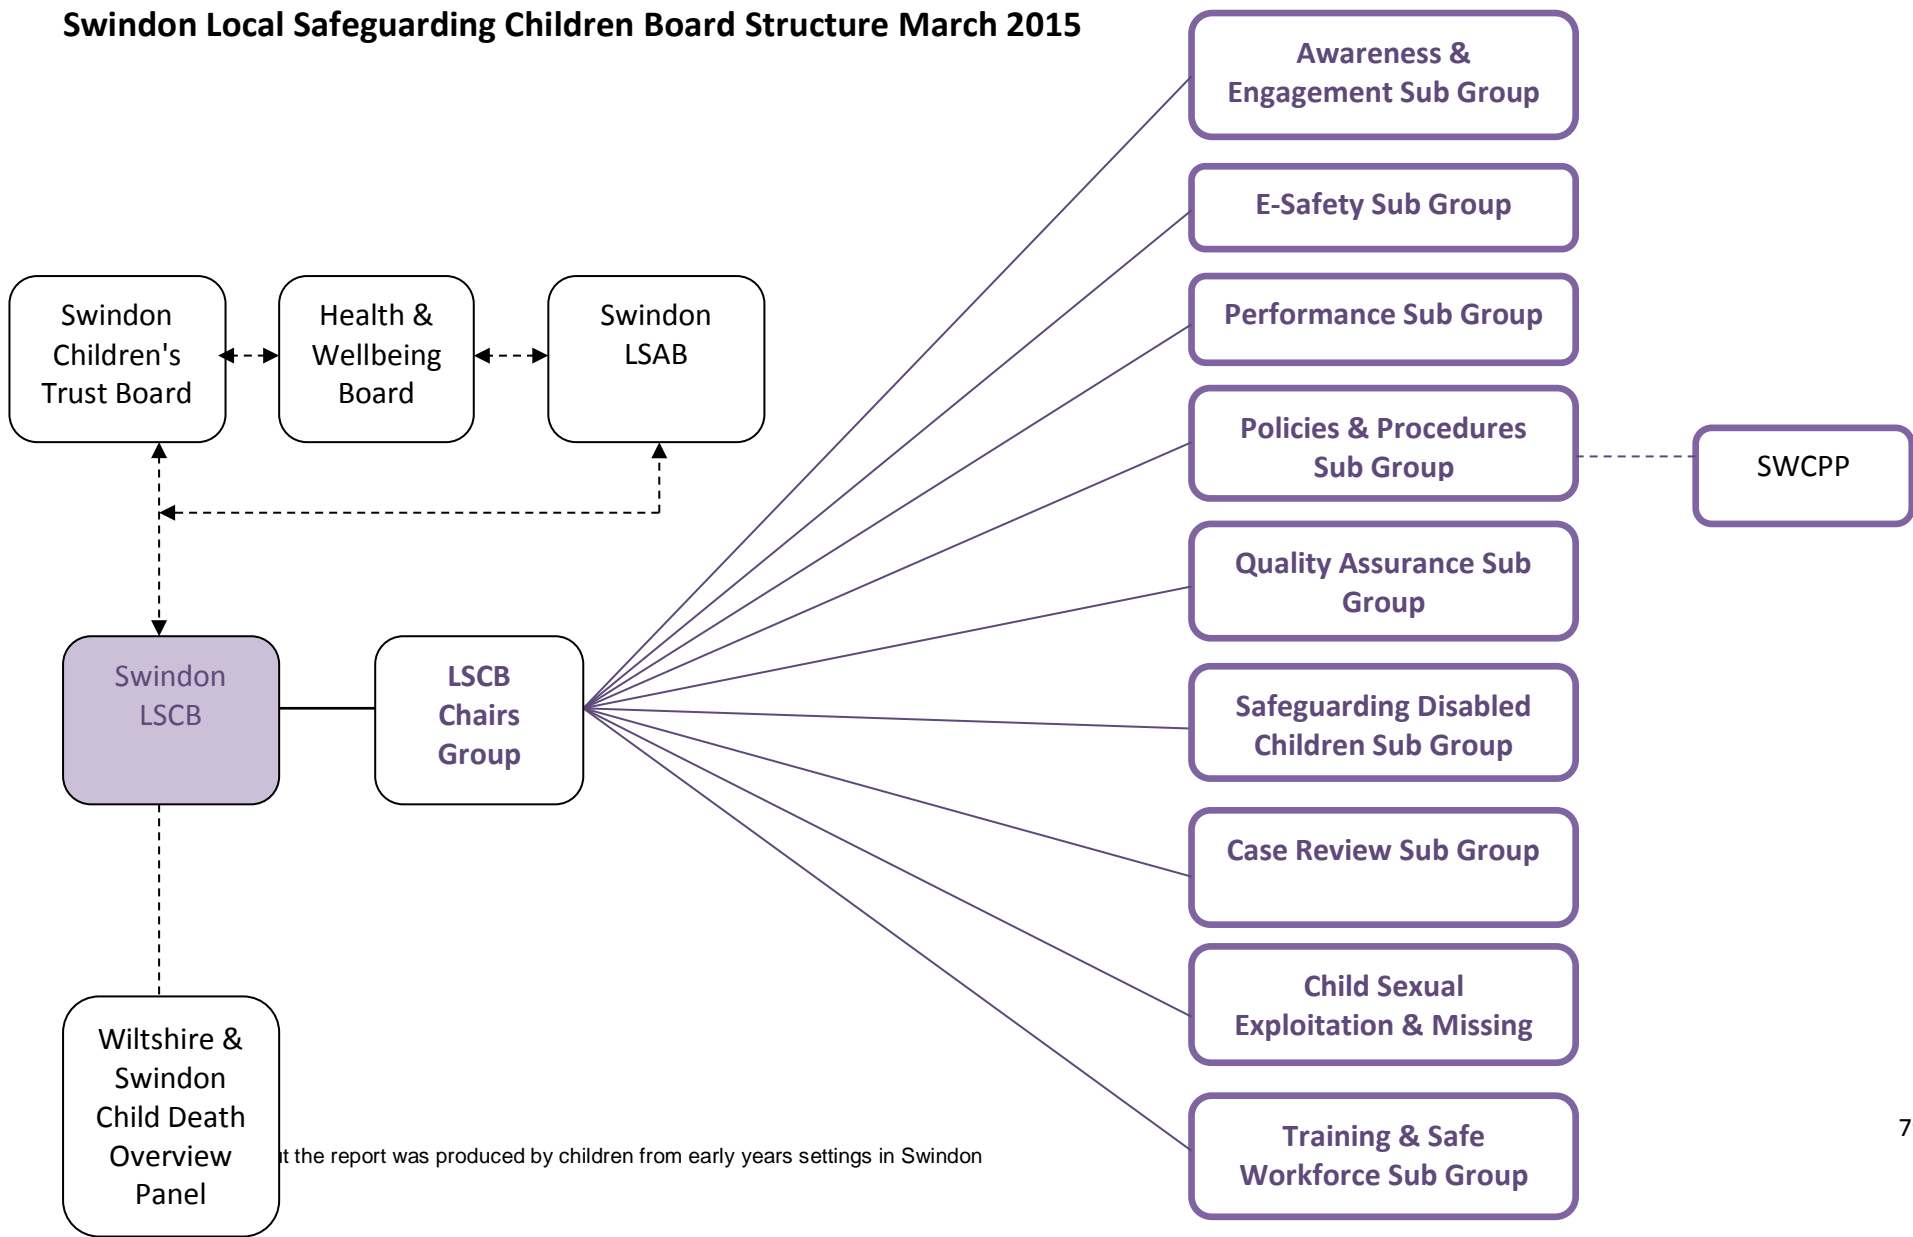 Swindon Local Safeguarding Children Board Structure March 2015
Awareness &
Engagement Sub Group
E-Safety Sub Group
Performance Sub Group
Policies & Procedures
Sub Group
SWCPP
Quality Assurance Sub
Group
Safeguarding Disabled
Children Sub Group
Case Review Sub Group
Child Sexual
Exploitation & Missing
Training & Safe
Workforce Sub Group
Swindon
Children's
Trust Board
Health &
Wellbeing
Board
Swindon
LSAB
Swindon
LSCB
LSCB
Chairs
Group
Wiltshire &
Swindon
Child Death
Overview
Panel
the report was produced by children from early years settings in Swindon
7